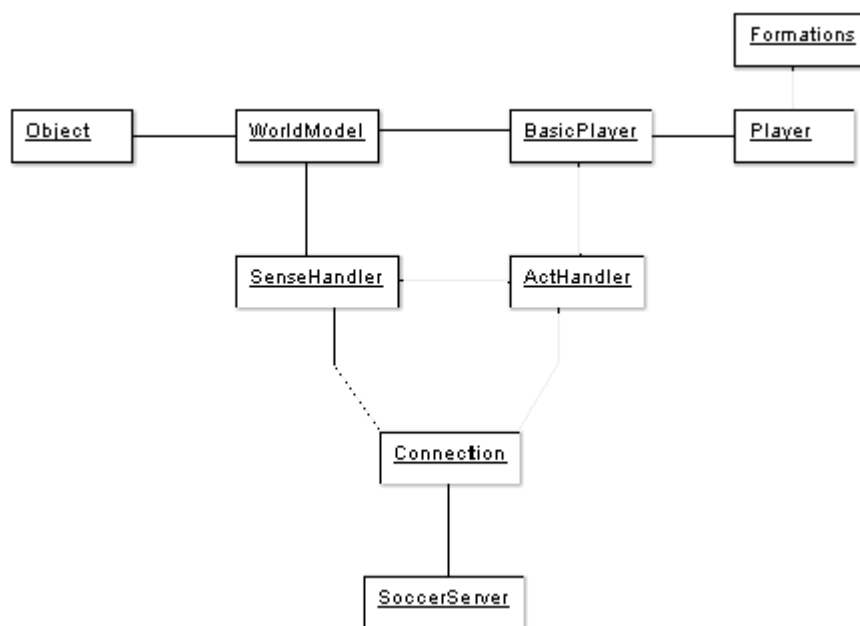 Formations
Object
WorldModel
BasicPlayer
Player
SenseHandler
ActHandler
Connection
SoccerServer